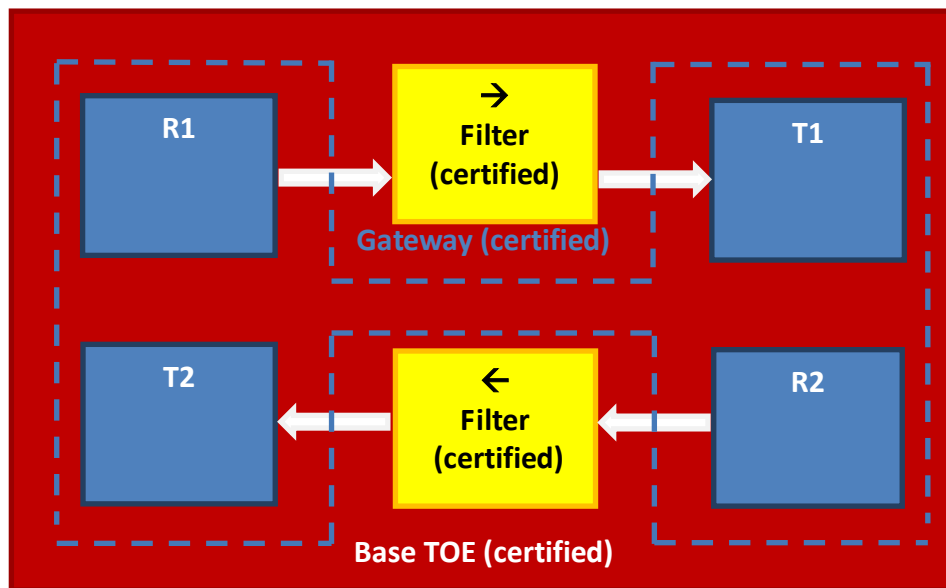 R1
→
Filter
(certified)
T1
Gateway (certified)
T2
←
Filter
(certified)
R2
Base TOE (certified)